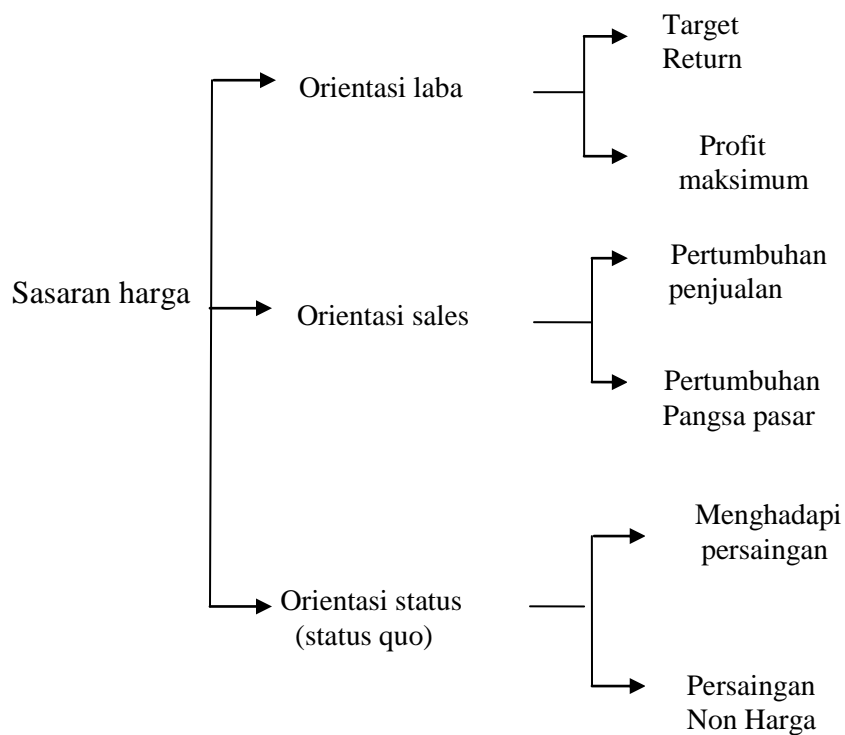 Target
Return
Orientasi laba
Profit
maksimum
Pertumbuhan
penjualan
Sasaran harga
Orientasi sales
Pertumbuhan
Pangsa pasar
Menghadapi
persaingan
Orientasi status
(status quo)
Persaingan
Non Harga